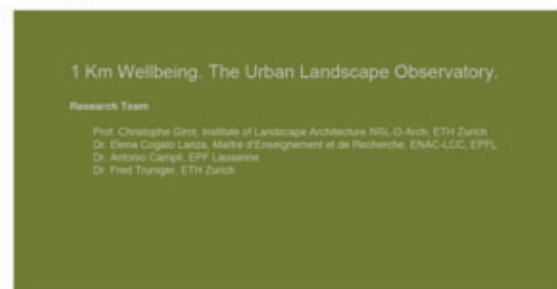 1 Km Wellbeing. The Urban Landscape Observatory.
Research Team
Prof. Christophe Girot, Institute of Landscape Architecture NSL-D-Arch, ETH Zurich
Dr. Elena Cogato Lanza, Maître d'Enseignement et de Recherche, ENAC-LCC, EPFL
Dr. Antonio Campli, EPF Lausanne
Dr. Fred Truniger, ETH Zurich